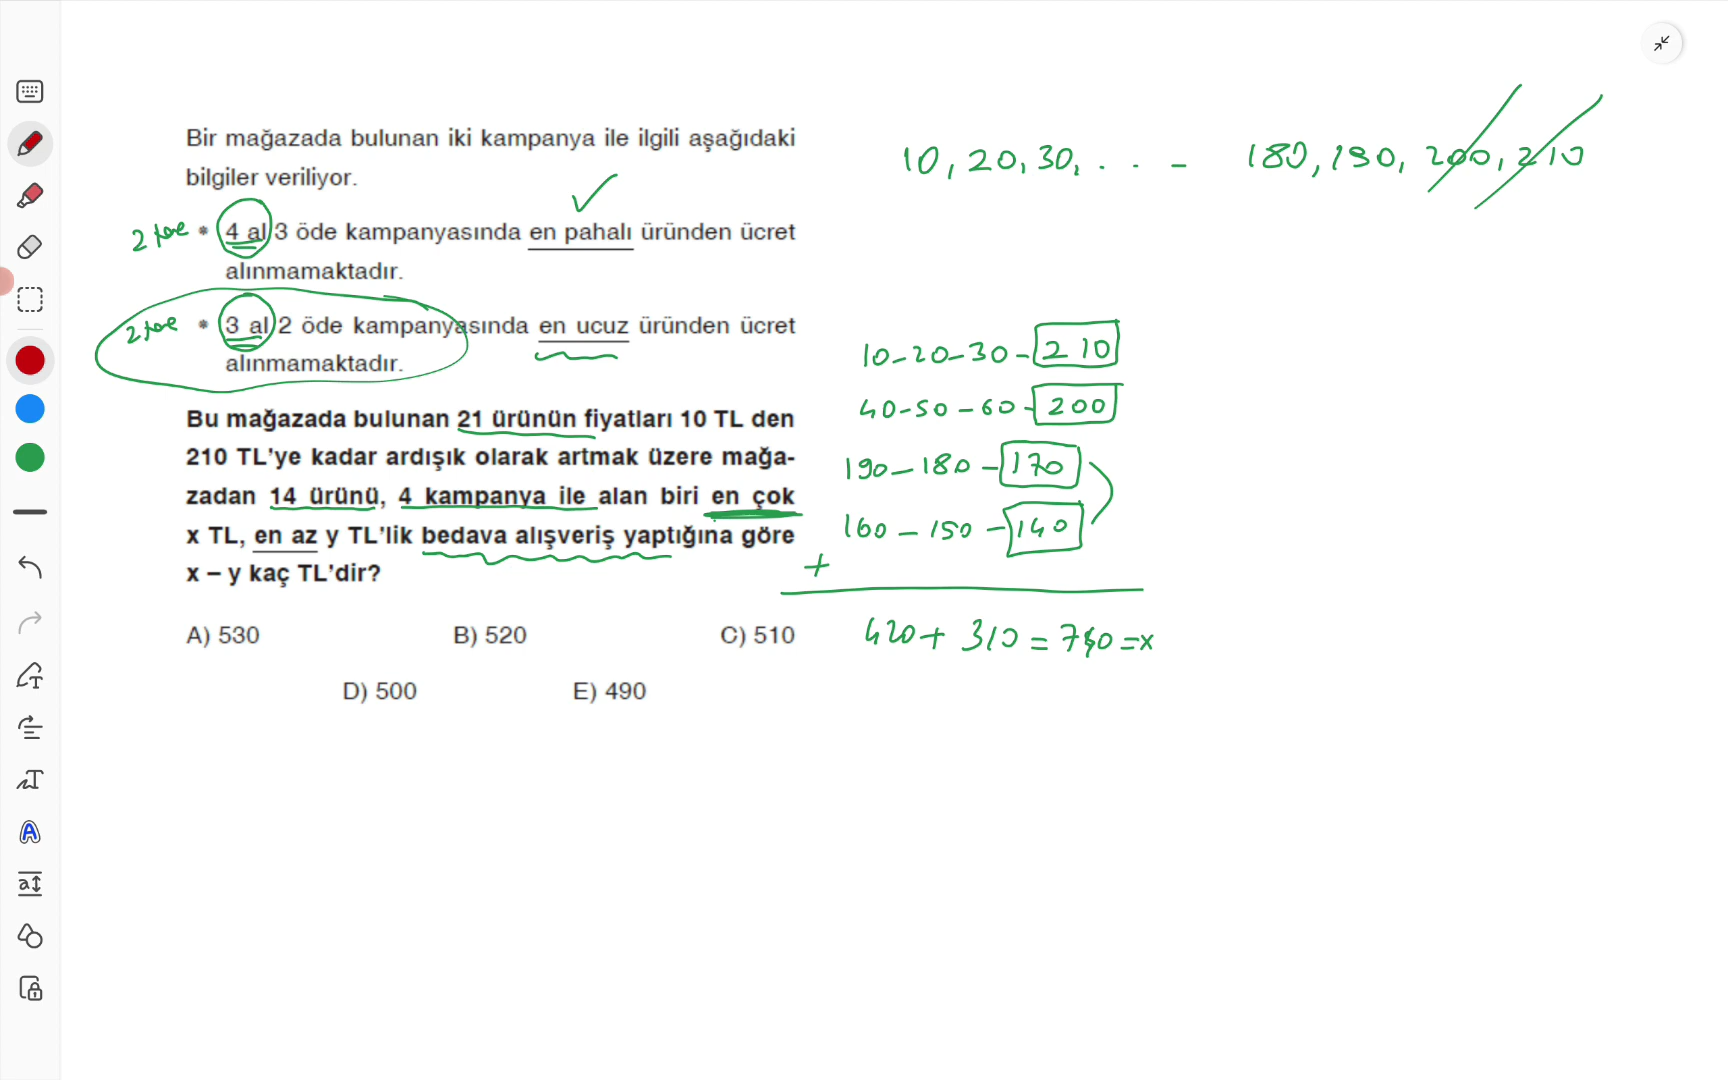 Bir mağazada bulunan iki kampanya ile ilgili aşağıdaki
bilgiler veriliyor.
2 tane * 4 al 3 öde kampanyasında en pahalı üründen ücret
alınmamaktadır.
2 tane * 3 al 2 öde kampanyasında en ucuz üründen ücret
alınmamaktadır.
Bu mağazada bulunan 21 ürünün fiyatları 10 TL den
210 TL'ye kadar ardışık olarak artmak üzere mağa-
zadan 14 ürünü, 4 kampanya ile alan biri en çok
x TL, en az y TL'lik bedava alışveriş yaptığına göre
x – y kaç TL'dir?
A) 530 B) 520 C) 510
D) 500 E) 490
10, 20, 30, . . - 180, 190, 200, 210
10-20-30-210
40-50-60-200
190-180-170
160-150-140
+
420+ 310 = 730 = x